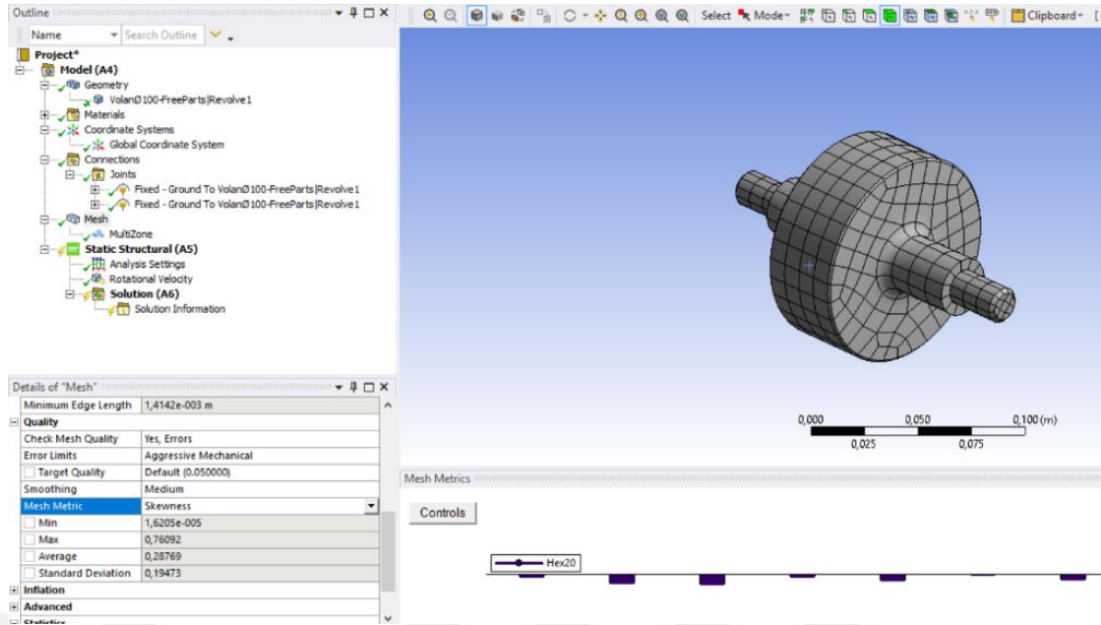 Outline
Name Search Outline
Project*
Model (A4)
Geometry
VolanØ100-FreeParts|Revolve1
Materials
Coordinate Systems
Global Coordinate System
Connections
Joints
Fixed - Ground To VolanØ100-FreeParts|Revolve1
Fixed - Ground To VolanØ100-FreeParts|Revolve1
Mesh
MultiZone
Static Structural (A5)
Analysis Settings
Rotational Velocity
Solution (A6)
Solution Information
Details of "Mesh"
Minimum Edge Length 1,4142e-003 m
Quality
Check Mesh Quality Yes, Errors
Error Limits Aggressive Mechanical
Target Quality Default (0.050000)
Smoothing Medium
Mesh Metric Skewness
Min 1,6205e-005
Max 0,76092
Average 0,28769
Standard Deviation 0,19473
Inflation
Advanced
Statistics
Select Mode Clipboard
0,000 0,050 0,100 (m)
0,025 0,075
Mesh Metrics
Controls
Hex20